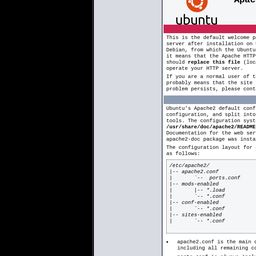 Apa
ubuntu
This is the default welcome p
server after installation on
Debian, from which the Ubuntu
it means that the Apache HTTP
should replace this file (loc
operate your HTTP server.
If you are a normal user of t
probably means that the site
problem persists, please cont
Ubuntu's Apache2 default conf
configuration, and split into
tools. The configuration syst
/usr/share/doc/apache2/README
Documentation for the web ser
apache2-doc package was insta
The configuration layout for
as follows:
/etc/apache2/
|-- apache2.conf
|       `--  ports.conf
|-- mods-enabled
|       |-- *.load
|       `-- *.conf
|-- conf-enabled
|       `-- *.conf
|-- sites-enabled
|       `-- *.conf
apache2.conf is the main c
including all remaining co